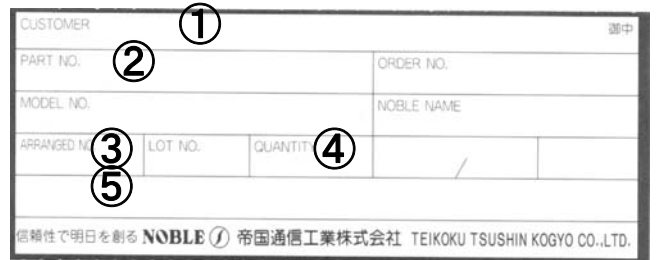 CUSTOMER ① 御中
PART NO. ② ORDER NO.
MODEL NO. NOBLE NAME
ARRANGED NO ③ LOT NO. QUANTITY ④ /
⑤
信頼性で明日を創る NOBLE 帝国通信工業株式会社 TEIKOKU TSUSHIN KOGYO CO.,LTD.